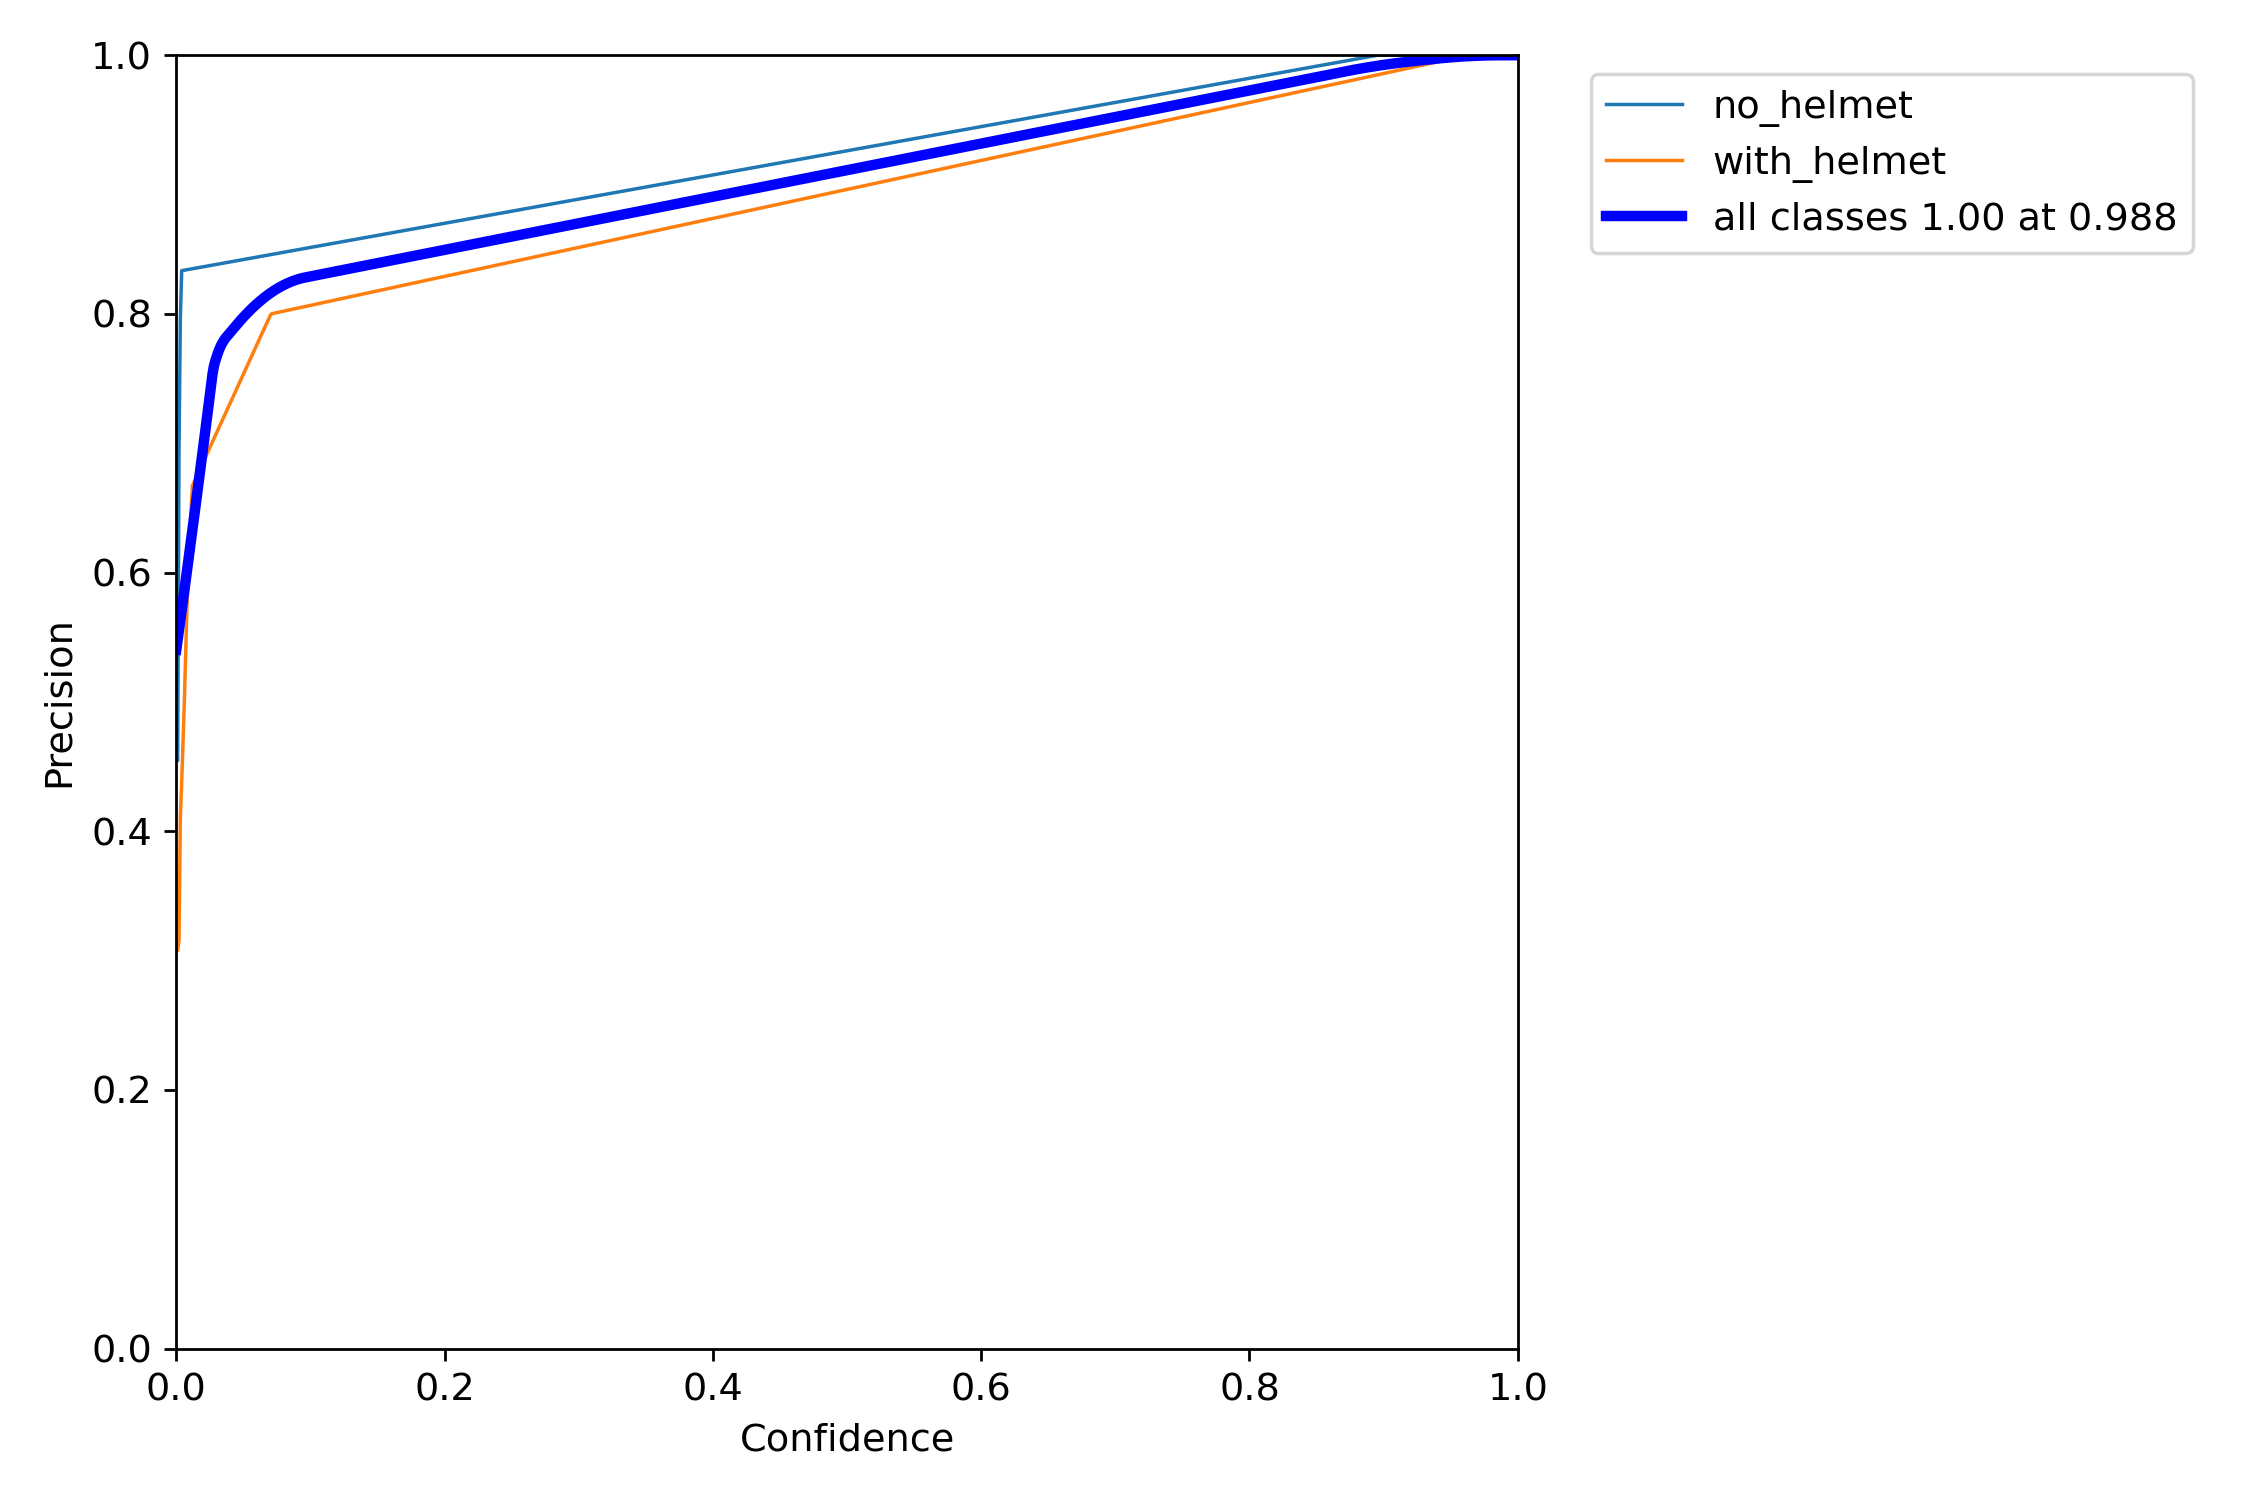 1.0
0.8
0.6
0.4
0.2
0.0
Precision
0.0 0.2 0.4 0.6 0.8 1.0
Confidence
no_helmet
with_helmet
all classes 1.00 at 0.988